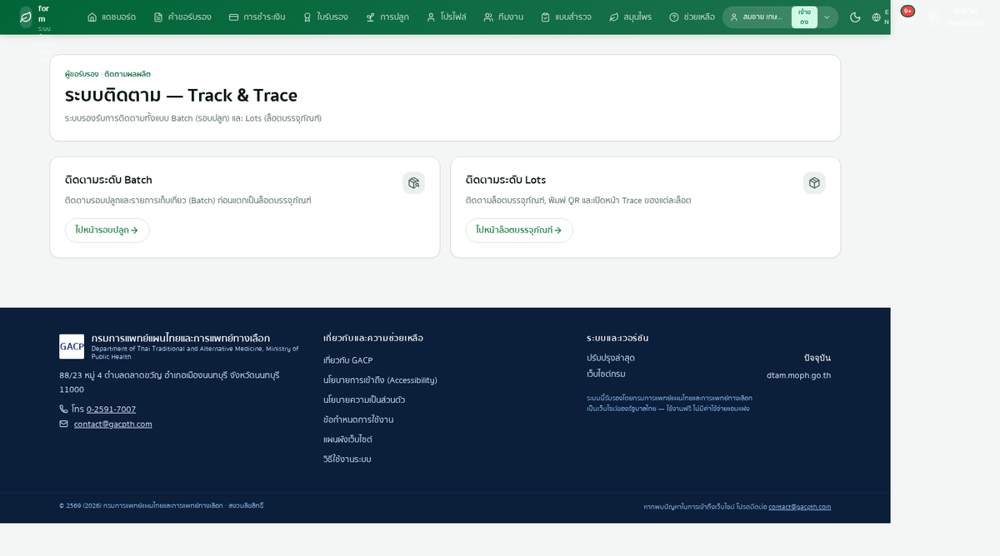 for
m
ระบบ
แดชบอร์ด
คำขอรับรอง
การชำระเงิน
ใบรับรอง
การปลูก
โปรไฟล์
ทีมงาน
แบบสำรวจ
สมุนไพร
ช่วยเหลือ
สมชาย เกษ...
เจ้าข
อง
E
N
9+
ผู้ขอรับรอง · ติดตามผลผลิต
ระบบติดตาม — Track & Trace
ระบบรองรับการติดตามทั้งแบบ Batch (รอบปลูก) และ Lots (ล็อตบรรจุภัณฑ์)
ติดตามระดับ Batch
ติดตามรอบปลูกและรายการเก็บเกี่ยว (Batch) ก่อนแตกเป็นล็อตบรรจุภัณฑ์
ไปหน้ารอบปลูก
ติดตามระดับ Lots
ติดตามล็อตบรรจุภัณฑ์, พิมพ์ QR และเปิดหน้า Trace ของแต่ละล็อต
ไปหน้าล็อตบรรจุภัณฑ์
GACP
กรมการแพทย์แผนไทยและการแพทย์ทางเลือก
Department of Thai Traditional and Alternative Medicine, Ministry of
Public Health
88/23 หมู่ 4 ตำบลตลาดขวัญ อำเภอเมืองนนทบุรี จังหวัดนนทบุรี
11000
โทร 0-2591-7007
contact@gacpth.com
เกี่ยวกับและความช่วยเหลือ
เกี่ยวกับ GACP
นโยบายการเข้าถึง (Accessibility)
นโยบายความเป็นส่วนตัว
ข้อกำหนดการใช้งาน
แผนผังเว็บไซต์
วิธีใช้งานระบบ
ระบบและเวอร์ชัน
ปรับปรุงล่าสุด ปัจจุบัน
เว็บไซต์กรม dtam.moph.go.th
ระบบนี้รับรองโดยกรมการแพทย์แผนไทยและการแพทย์ทางเลือก
เป็นเว็บไซต์ของรัฐบาลไทย — ใช้งานฟรี ไม่มีค่าใช้จ่ายแอบแฝง
© 2569 (2026) กรมการแพทย์แผนไทยและการแพทย์ทางเลือก · สงวนลิขสิทธิ์
หากพบปัญหาในการเข้าถึงเว็บไซต์ โปรดติดต่อ contact@gacpth.com